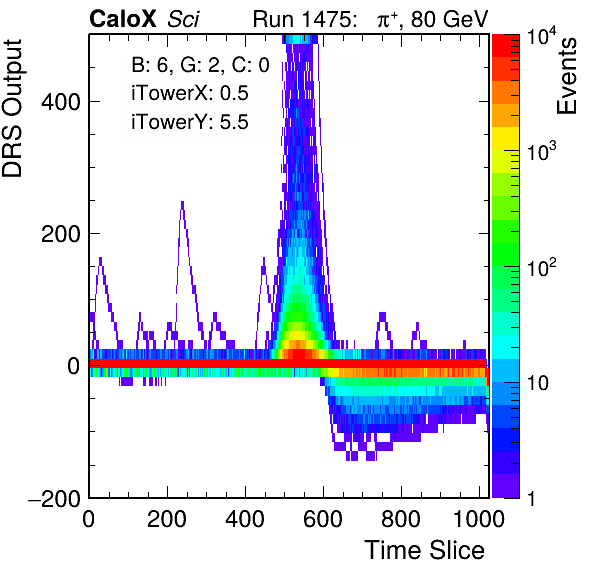 CaloX Sci Run 1475: π⁺, 80 GeV
B: 6, G: 2, C: 0
iTowerX: 0.5
iTowerY: 5.5
DRS Output
400
200
0
−200
0 200 400 600 800 1000
Time Slice
Events
10⁴
10³
10²
10
1